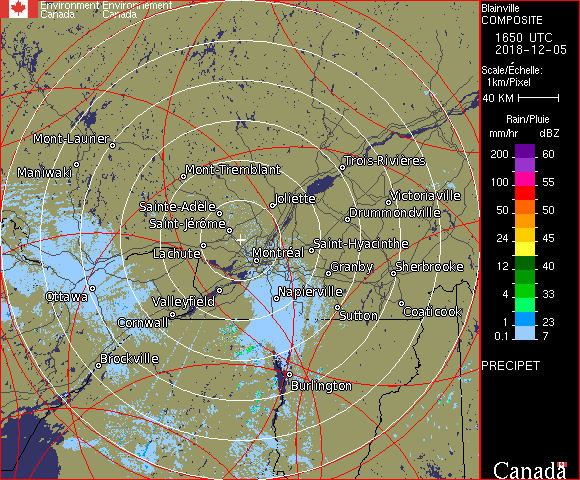 Environment Environnement
Canada Canada
Blainville
COMPOSITE
1650 UTC
2018-12-05
Scale/Échelle:
1km/Pixel
40 KM
Rain/Pluie
mm/hr dBZ
200 60
100 55
50 50
24 45
12 40
4 33
1 23
0.1 7
PRECIPET
Canada
Mont-Laurier
Maniwaki
Mont-Tremblant
Trois-Rivières
Joliette
Victoriaville
Sainte-Adèle
Drummondville
Saint-Jérôme
Saint-Hyacinthe
Lachute
Montréal
Granby
Sherbrooke
Ottawa
Napierville
Valleyfield
Coaticook
Sutton
Cornwall
Brockville
Burlington